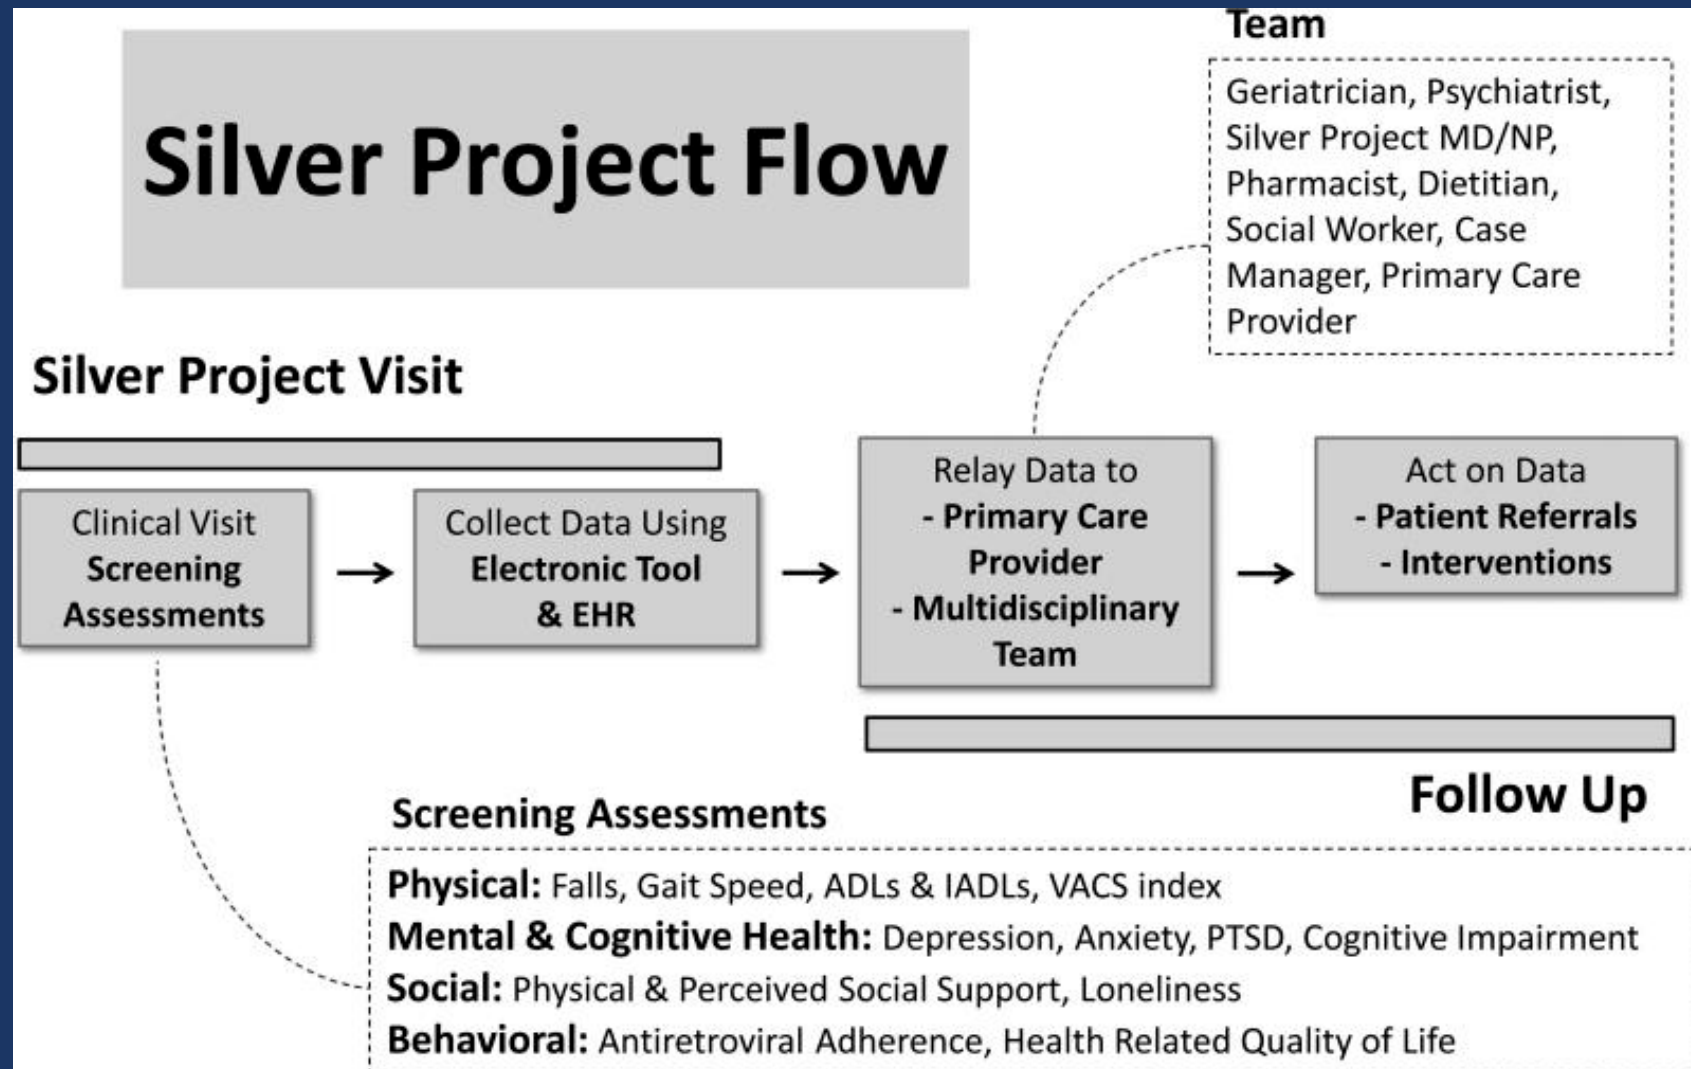 Silver Project Flow
Team
Geriatrician, Psychiatrist,
Silver Project MD/NP,
Pharmacist, Dietitian,
Social Worker, Case
Manager, Primary Care
Provider
Silver Project Visit
Clinical Visit
Screening
Assessments
Collect Data Using
Electronic Tool
& EHR
Relay Data to
- Primary Care
Provider
- Multidisciplinary
Team
Act on Data
- Patient Referrals
- Interventions
Follow Up
Screening Assessments
Physical: Falls, Gait Speed, ADLs & IADLs, VACS index
Mental & Cognitive Health: Depression, Anxiety, PTSD, Cognitive Impairment
Social: Physical & Perceived Social Support, Loneliness
Behavioral: Antiretroviral Adherence, Health Related Quality of Life